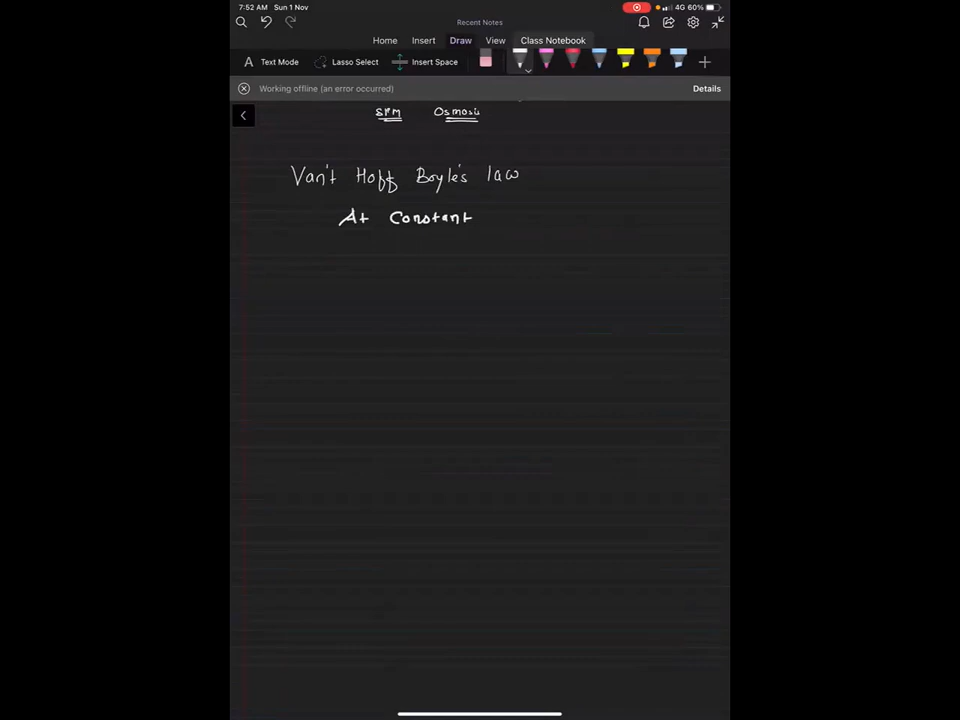 7:52 AM Sun 1 Nov 4G 60%
Recent Notes
Home Insert Draw View Class Notebook
Text Mode Lasso Select Insert Space
Working offline (an error occurred) Details
SPM Osmosis
Van't Hoff Boyle's law
At Constant